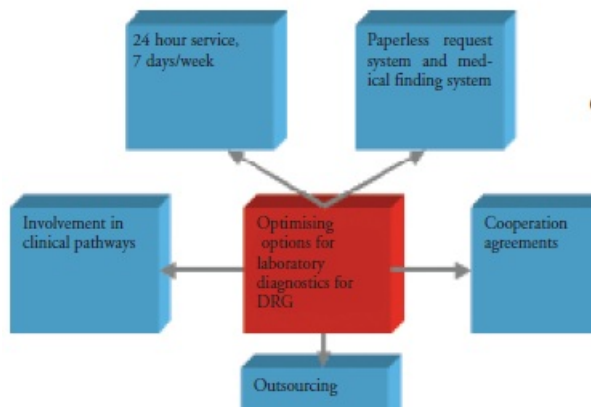 24 hour service,
7 days/week
Paperless request
system and med-
ical finding system
Involvement in
clinical pathways
Optimising
options for
laboratory
diagnostics for
DRG
Cooperation
agreements
Outsourcing